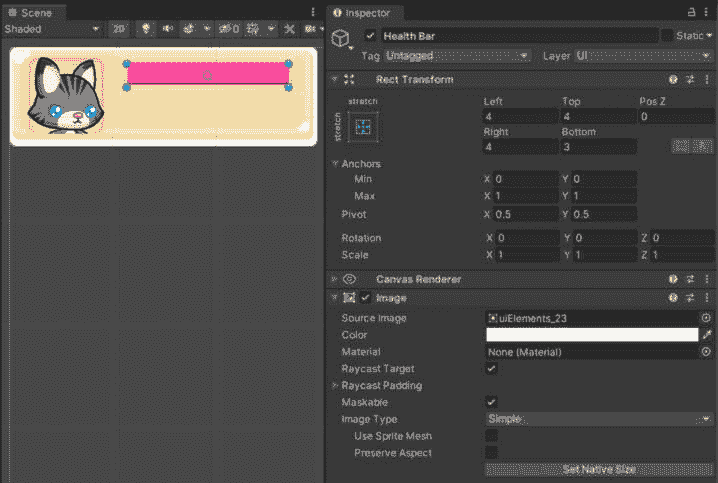 Scene
Shaded
2D
0
Inspector
Health Bar
Static
Tag Untagged Layer UI
Rect Transform
stretch
stretch
Left Top Pos Z
4 4 0
Right Bottom
4 3
Anchors
Min X 0 Y 0
Max X 1 Y 1
Pivot X 0.5 Y 0.5
Rotation X 0 Y 0 Z 0
Scale X 1 Y 1 Z 1
Canvas Renderer
Image
Source Image uiElements_23
Color
Material None (Material)
Raycast Target
Raycast Padding
Maskable
Image Type Simple
Use Sprite Mesh
Preserve Aspect
Set Native Size